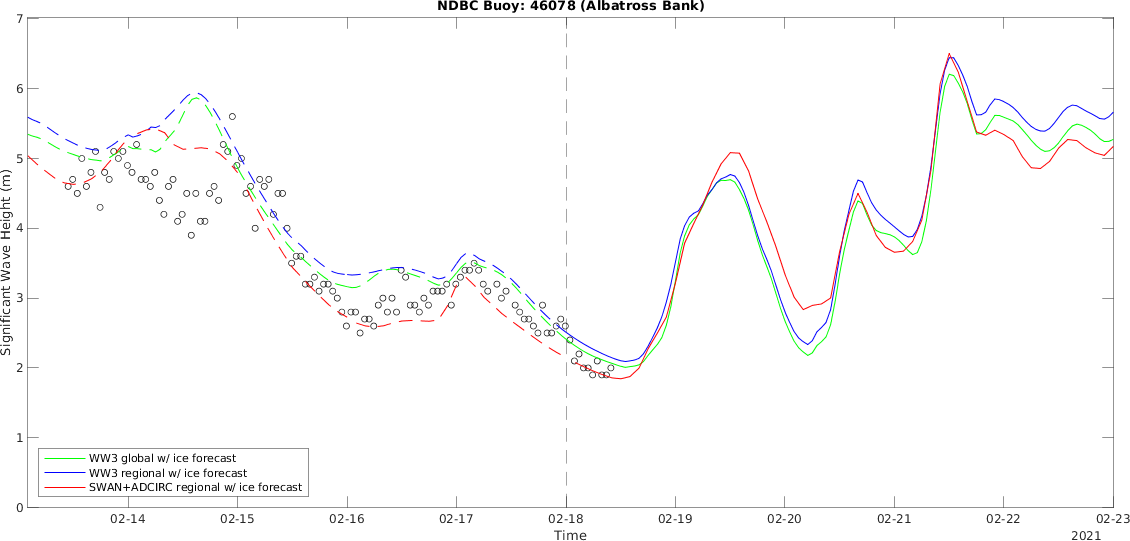 NDBC Buoy: 46078 (Albatross Bank)
7
6
5
4
3
2
1
0
Significant Wave Height (m)
WW3 global w/ ice forecast
WW3 regional w/ ice forecast
SWAN+ADCIRC regional w/ ice forecast
02-14 02-15 02-16 02-17 02-18 02-19 02-20 02-21 02-22 02-23
Time
2021